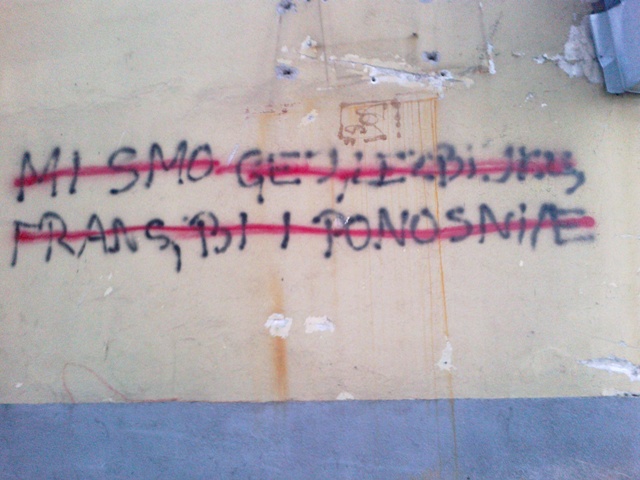 MI SMO GEJ, LEZBIJKE,
TRANS, BI I PONOSNI/E